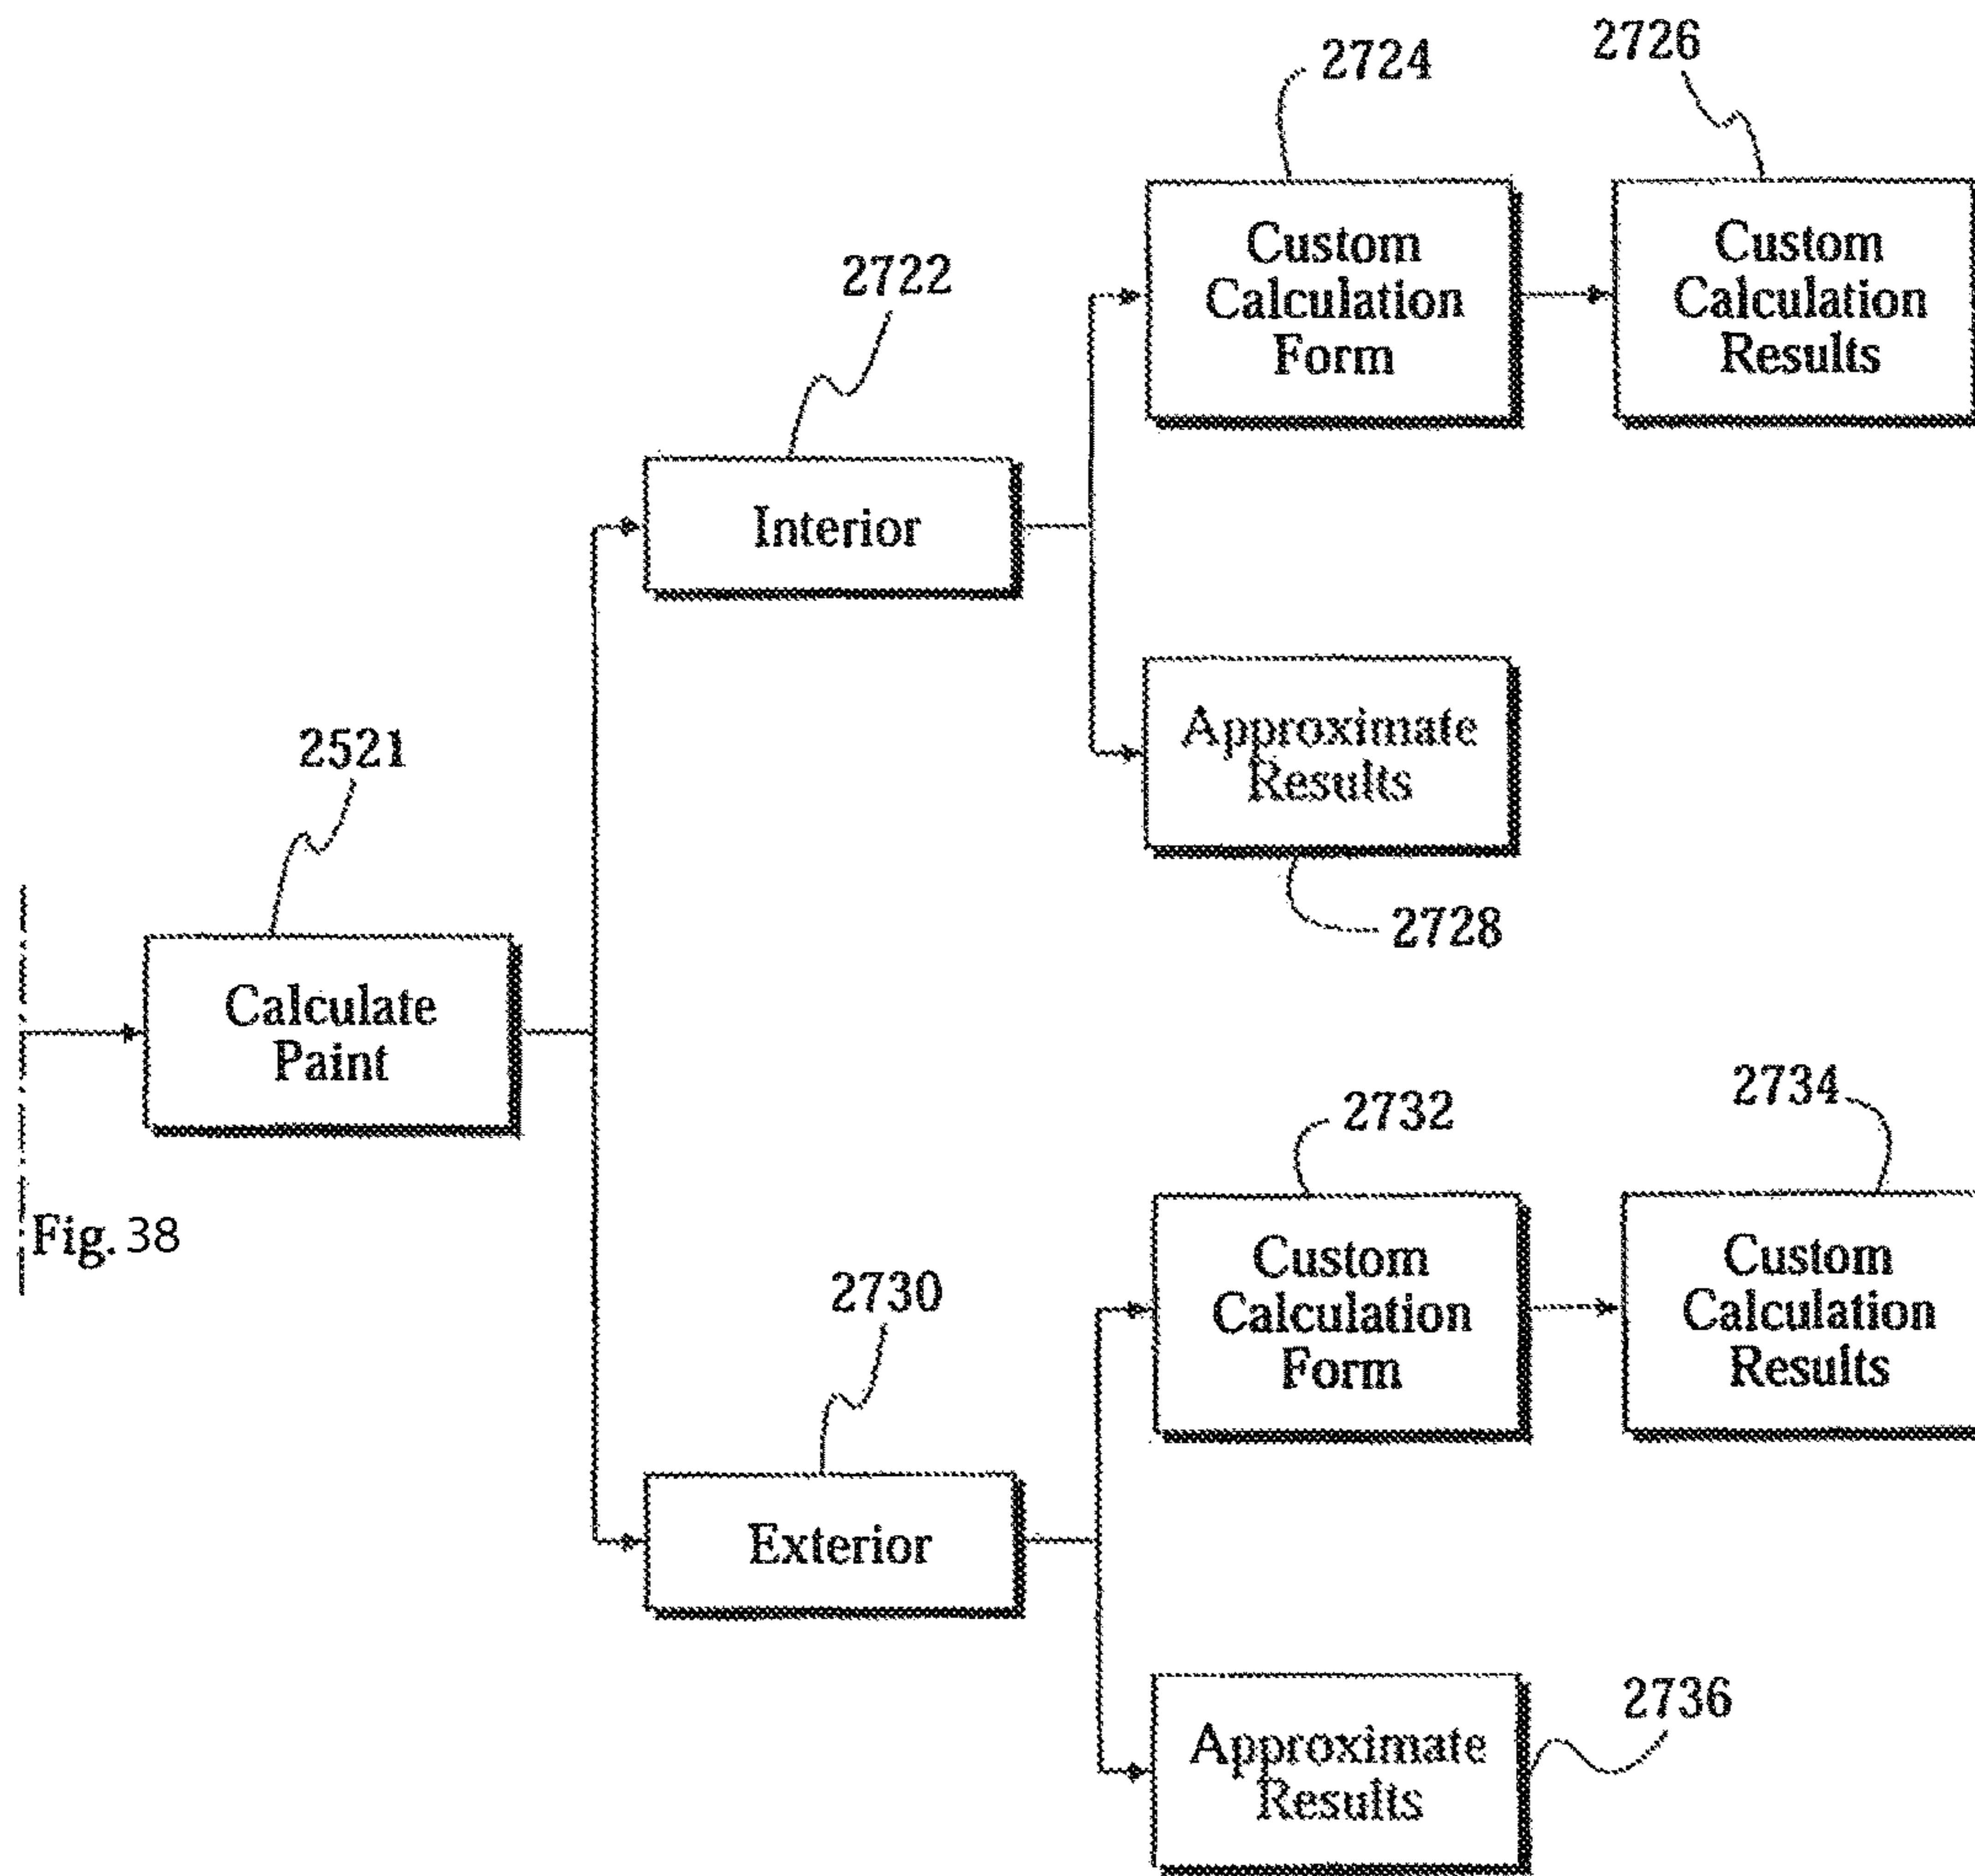 2724
2726
Custom
Calculation
Form
Custom
Calculation
Results
2722
Interior
Approximate
Results
2728
2521
Calculate
Paint
Fig. 38
2732
2734
Custom
Calculation
Form
Custom
Calculation
Results
2730
Exterior
Approximate
Results
2736